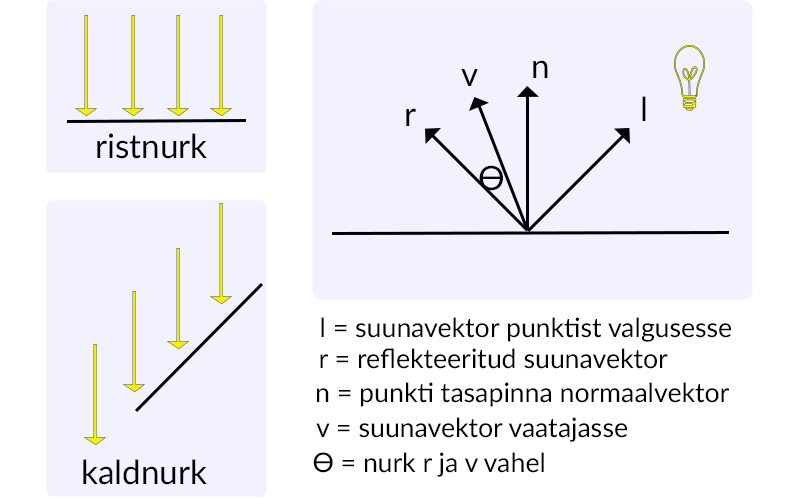 ristnurk
kaldnurk
r
v
n
l
Ɵ
l = suunavektor punktist valgusesse
r = reflekteeritud suunavektor
n = punkti tasapinna normaalvektor
v = suunavektor vaatajasse
Ɵ = nurk r ja v vahel